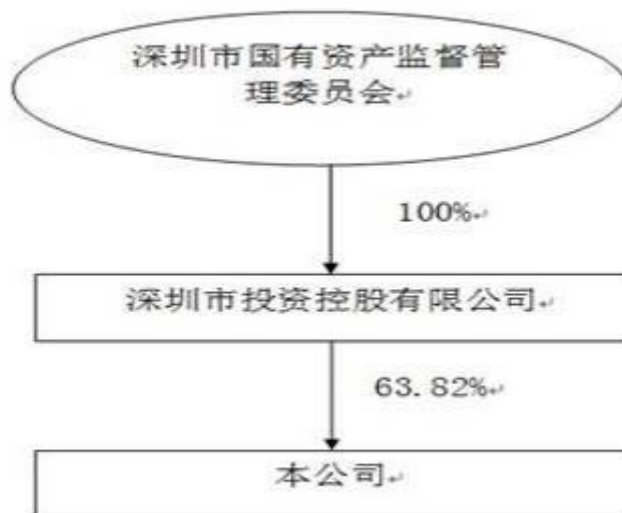 深圳市国有资产监督管
理委员会↵
100%↵
深圳市投资控股有限公司↵
63.82%↵
本公司↵